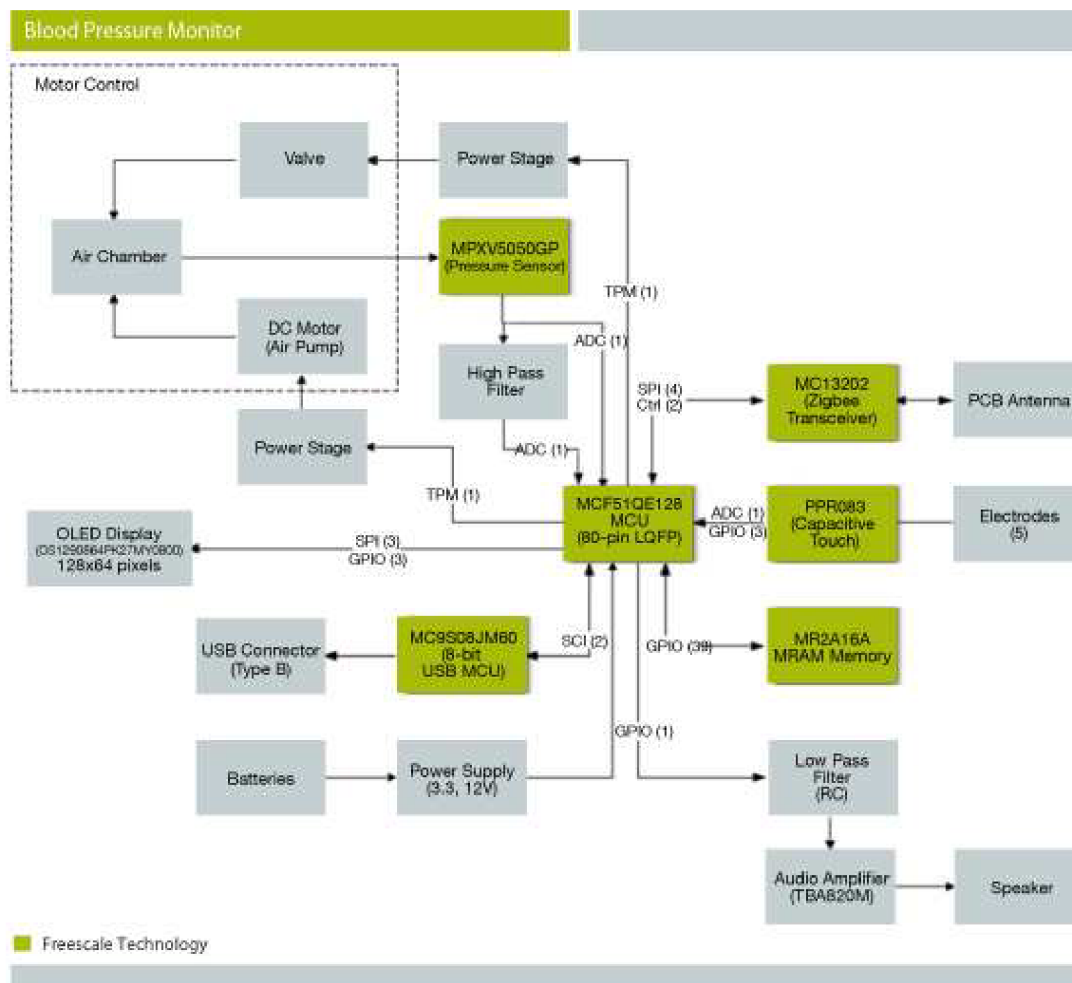 Blood Pressure Monitor
Motor Control
Valve
Power Stage
Air Chamber
MPXV5050GP
(Pressure Sensor)
TPM (1)
DC Motor
(Air Pump)
ADC (1)
High Pass
Filter
SPI (4)
Ctrl (2)
MC13202
(Zigbee
Transceiver)
PCB Antenna
Power Stage
ADC (1)
TPM (1)
MCF51QE128
MCU
(80-pin LQFP)
ADC (1)
GPIO (3)
PPR083
(Capacitive
Touch)
Electrodes
(5)
OLED Display
(OS1290864PK27MY0B00)
128x64 pixels
SPI (3)
GPIO (3)
USB Connector
(Type B)
MC9S08JM60
(8-bit
USB MCU)
SCI (2)
GPIO (39)
MR2A16A
MRAM Memory
GPIO (1)
Batteries
Power Supply
(3.3, 12V)
Low Pass
Filter
(RC)
Audio Amplifier
(TBA820M)
Speaker
Freescale Technology